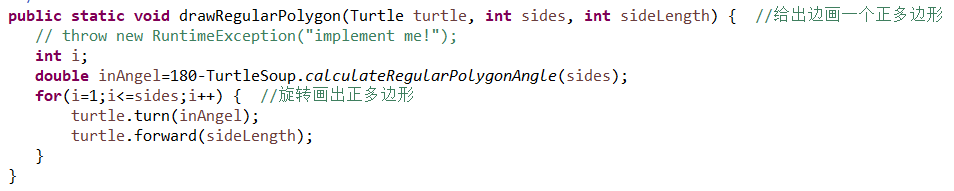 public static void drawRegularPolygon(Turtle turtle, int sides, int sideLength) {  //给出边画一个正多边形
// throw new RuntimeException("implement me!");
int i;
double inAngel=180-TurtleSoup.calculateRegularPolygonAngle(sides);
for(i=1;i<=sides;i++) {  //旋转画出正多边形
turtle.turn(inAngel);
turtle.forward(sideLength);
}
}